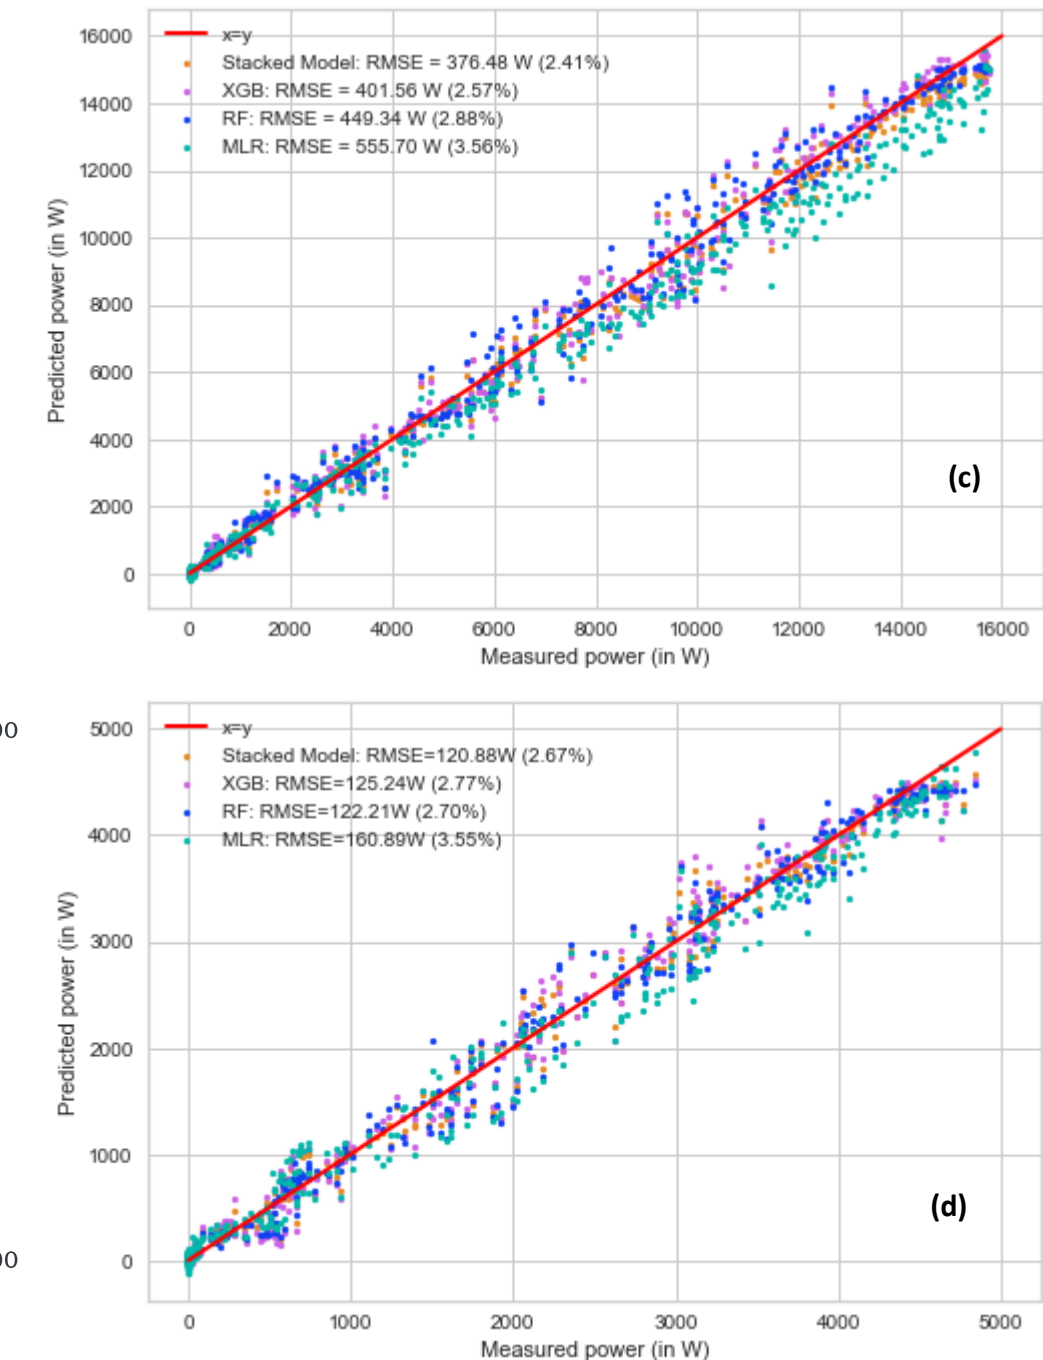 16000
14000
12000
10000
8000
6000
4000
2000
0
Predicted power (in W)
x=y
Stacked Model: RMSE = 376.48 W (2.41%)
XGB: RMSE = 401.56 W (2.57%)
RF: RMSE = 449.34 W (2.88%)
MLR: RMSE = 555.70 W (3.56%)
(c)
0 2000 4000 6000 8000 10000 12000 14000 16000
Measured power (in W)
00
5000
4000
3000
2000
1000
0
Predicted power (in W)
x=y
Stacked Model: RMSE=120.88W (2.67%)
XGB: RMSE=125.24W (2.77%)
RF: RMSE=122.21W (2.70%)
MLR: RMSE=160.89W (3.55%)
(d)
00
0 1000 2000 3000 4000 5000
Measured power (in W)